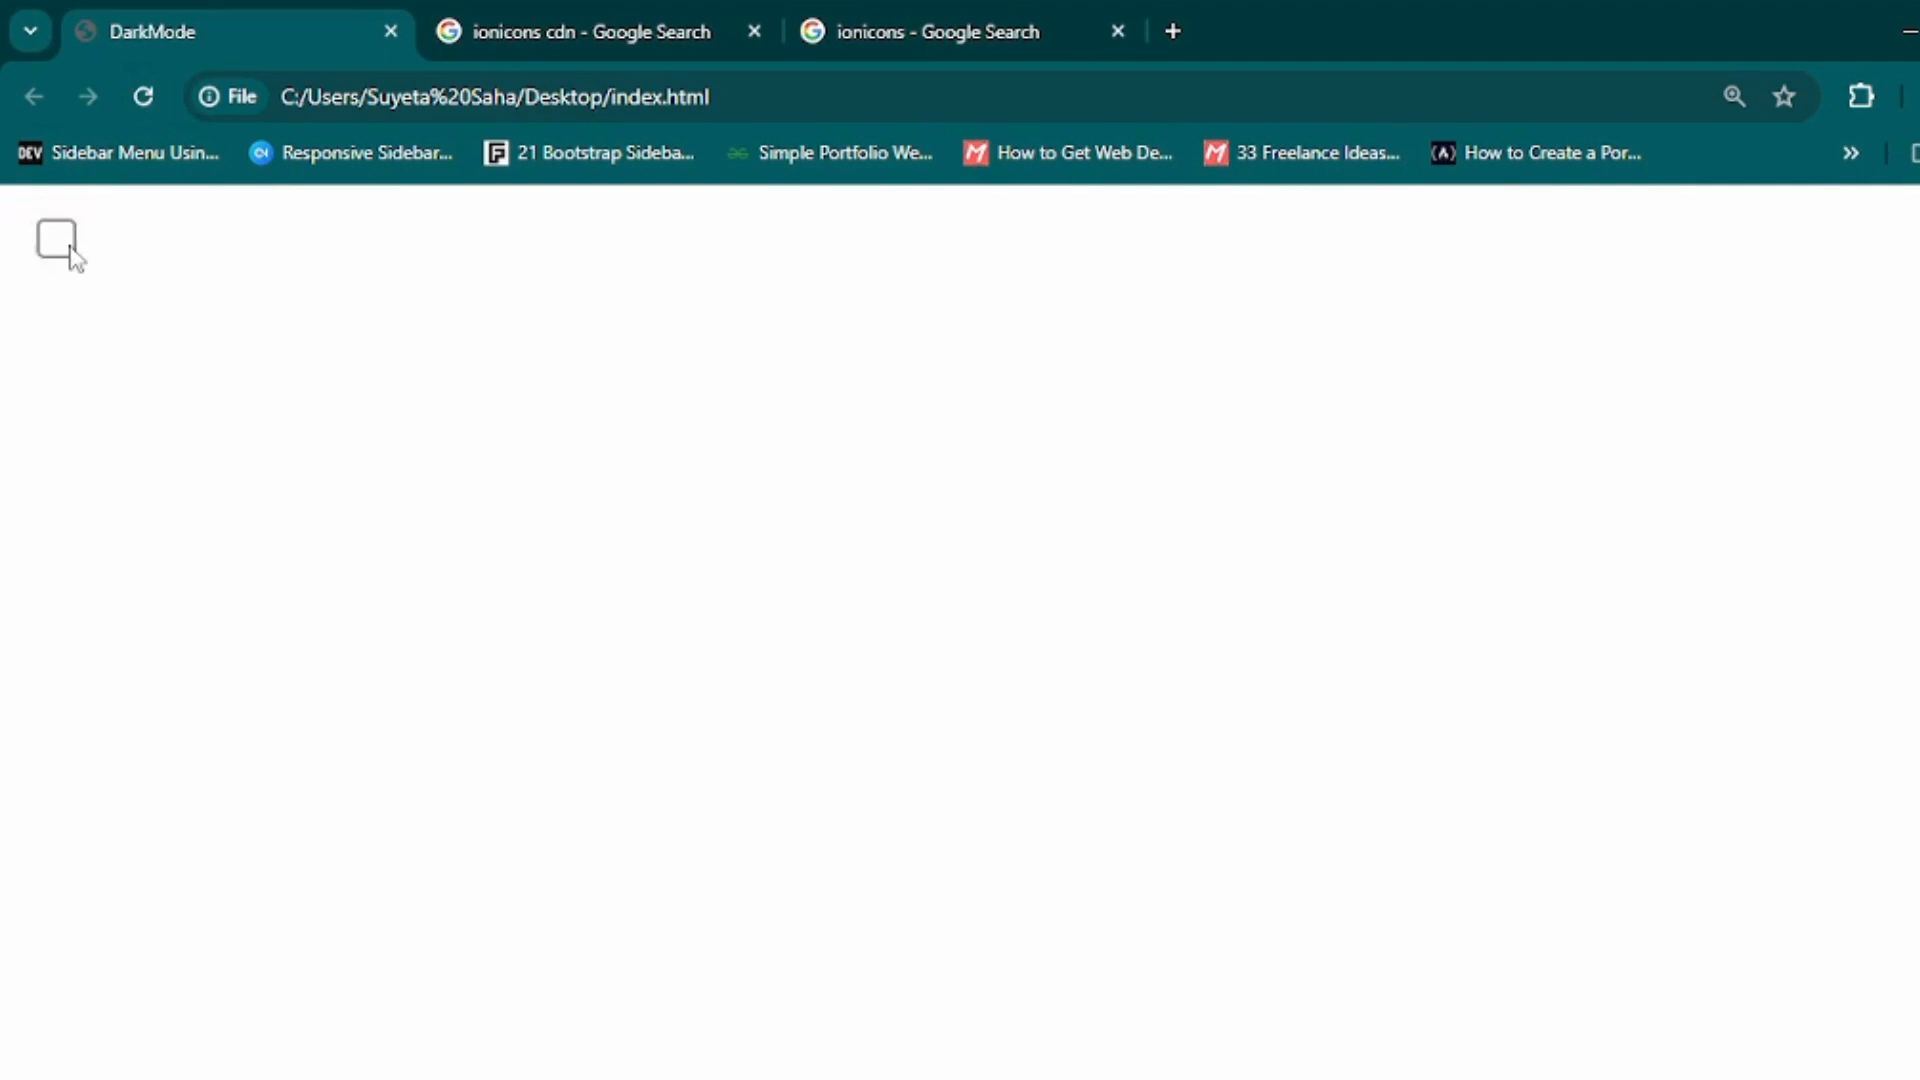 DarkMode
ionicons cdn - Google Search
ionicons - Google Search
File
C:/Users/Suyeta%20Saha/Desktop/index.html
DEV Sidebar Menu Usin...
Responsive Sidebar...
21 Bootstrap Sideba...
Simple Portfolio We...
How to Get Web De...
33 Freelance Ideas...
How to Create a Por...